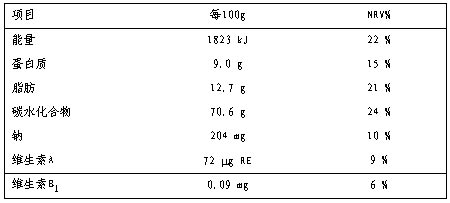 项目 每100g NRV%
能量 1823 kJ 22 %
蛋白质 9.0 g 15 %
脂肪 12.7 g 21 %
碳水化合物 70.6 g 24 %
钠 204 mg 10 %
维生素A 72 μg RE 9 %
维生素B₁ 0.09 mg 6 %